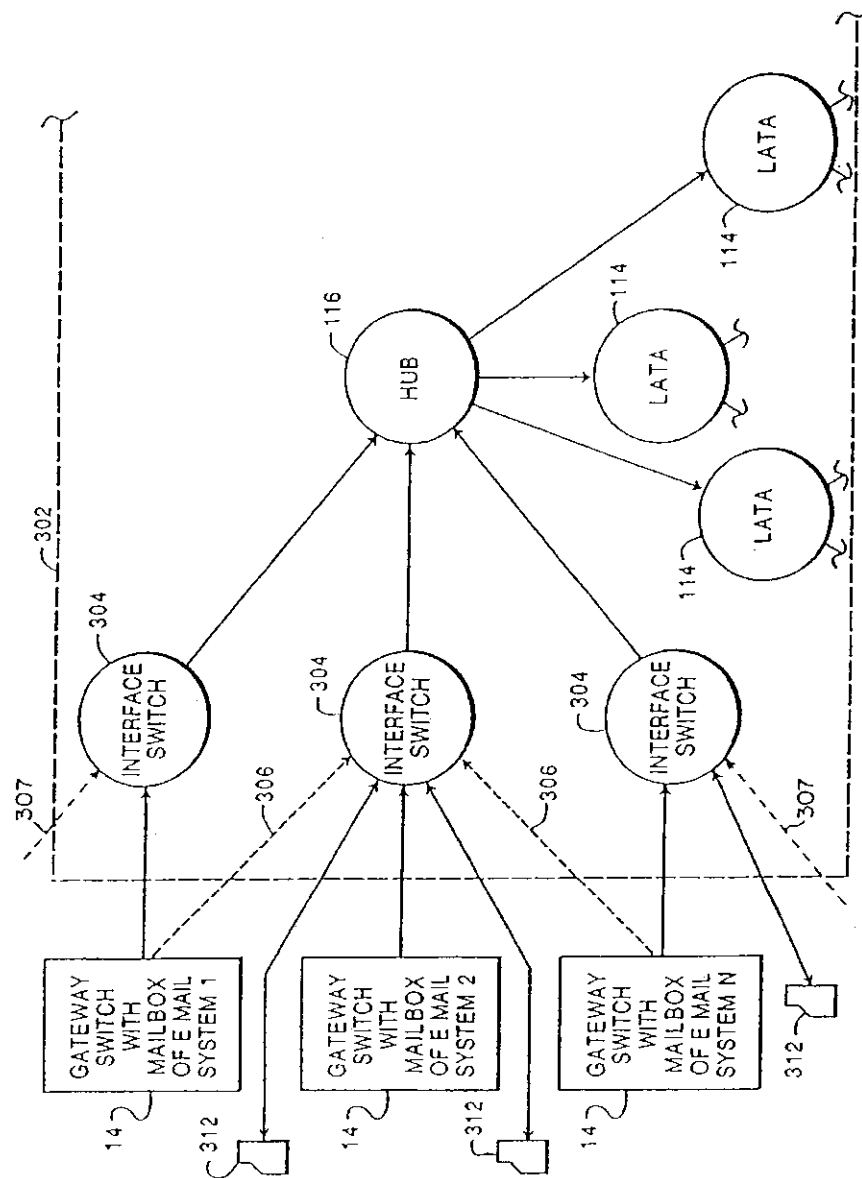 302
307
304
INTERFACE
SWITCH
GATEWAY
SWITCH
WITH
MAILBOX
OF E MAIL
SYSTEM 1
14
312
306
304
INTERFACE
SWITCH
116
HUB
GATEWAY
SWITCH
WITH
MAILBOX
OF E MAIL
SYSTEM 2
14
312
306
304
INTERFACE
SWITCH
GATEWAY
SWITCH
WITH
MAILBOX
OF E MAIL
SYSTEM N
14
307
312
114
LATA
114
LATA
114
LATA